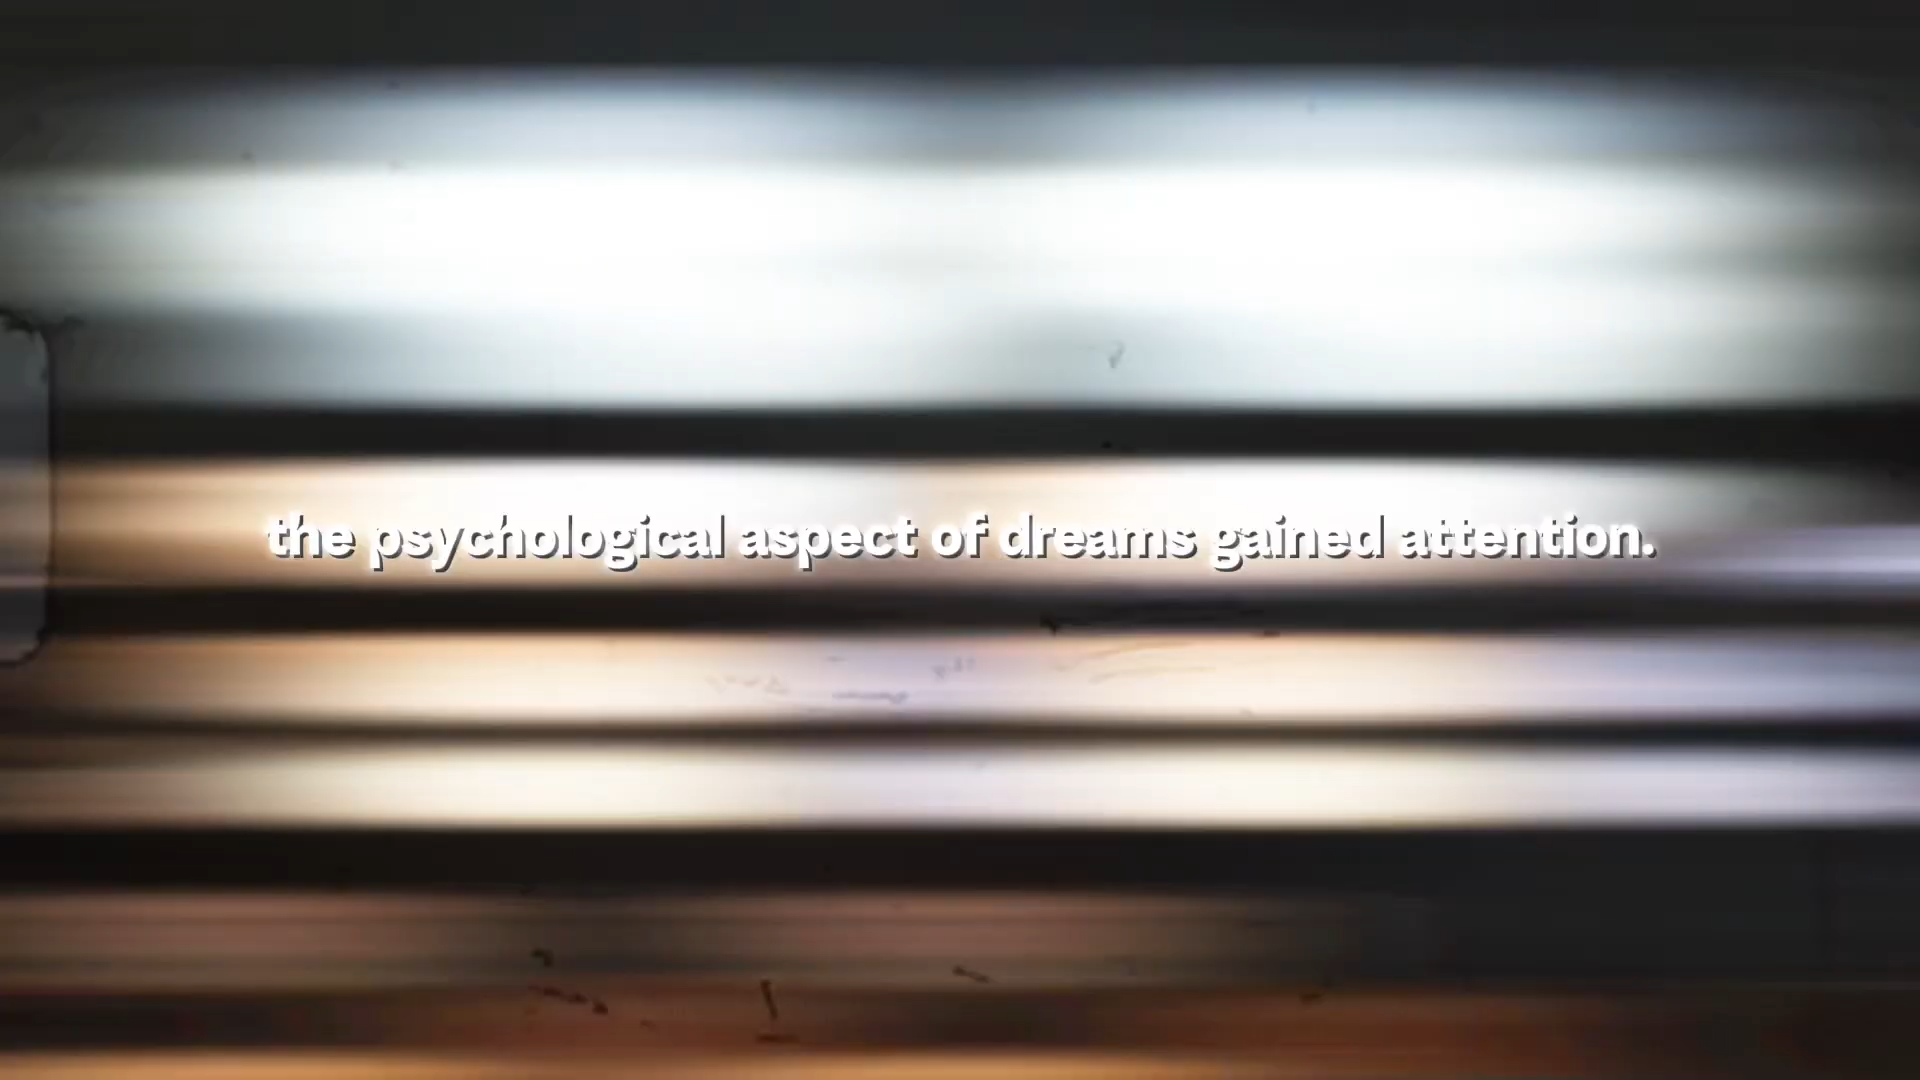 the psychological aspect of dreams gained attention.